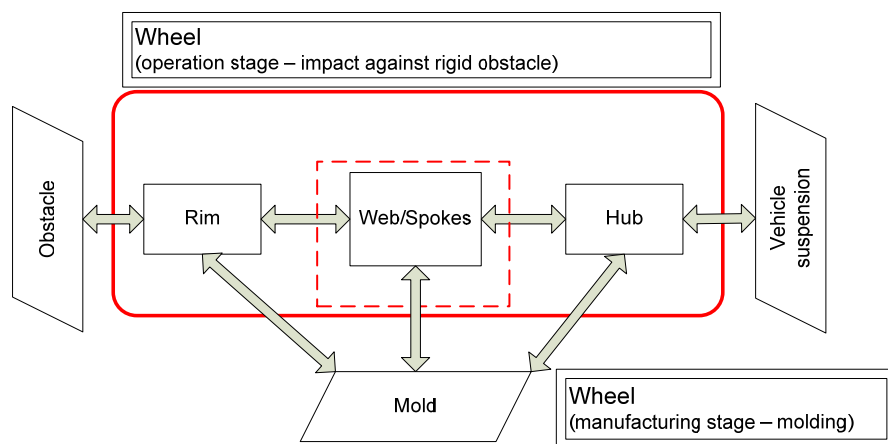 Wheel
(operation stage – impact against rigid obstacle)
Obstacle
Rim
Web/Spokes
Hub
Vehicle
suspension
Mold
Wheel
(manufacturing stage – molding)